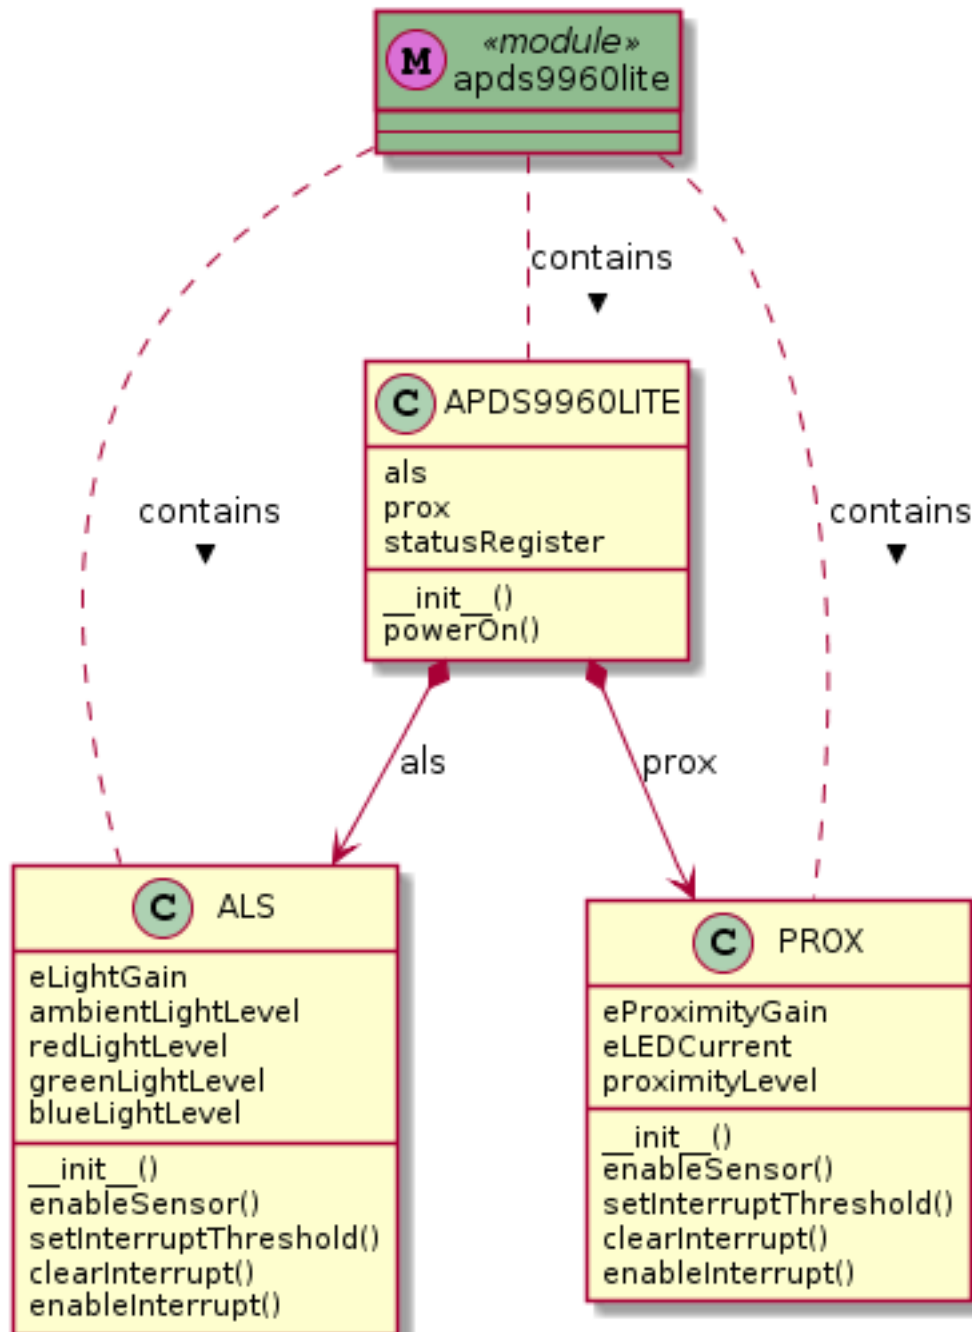 M
«module»
apds9960lite
contains
▼
C
APDS9960LITE
als
prox
statusRegister
__init__()
powerOn()
contains
▼
contains
▼
als
prox
C
ALS
eLightGain
ambientLightLevel
redLightLevel
greenLightLevel
blueLightLevel
__init__()
enableSensor()
setInterruptThreshold()
clearInterrupt()
enableInterrupt()
C
PROX
eProximityGain
eLEDCurrent
proximityLevel
__init__()
enableSensor()
setInterruptThreshold()
clearInterrupt()
enableInterrupt()